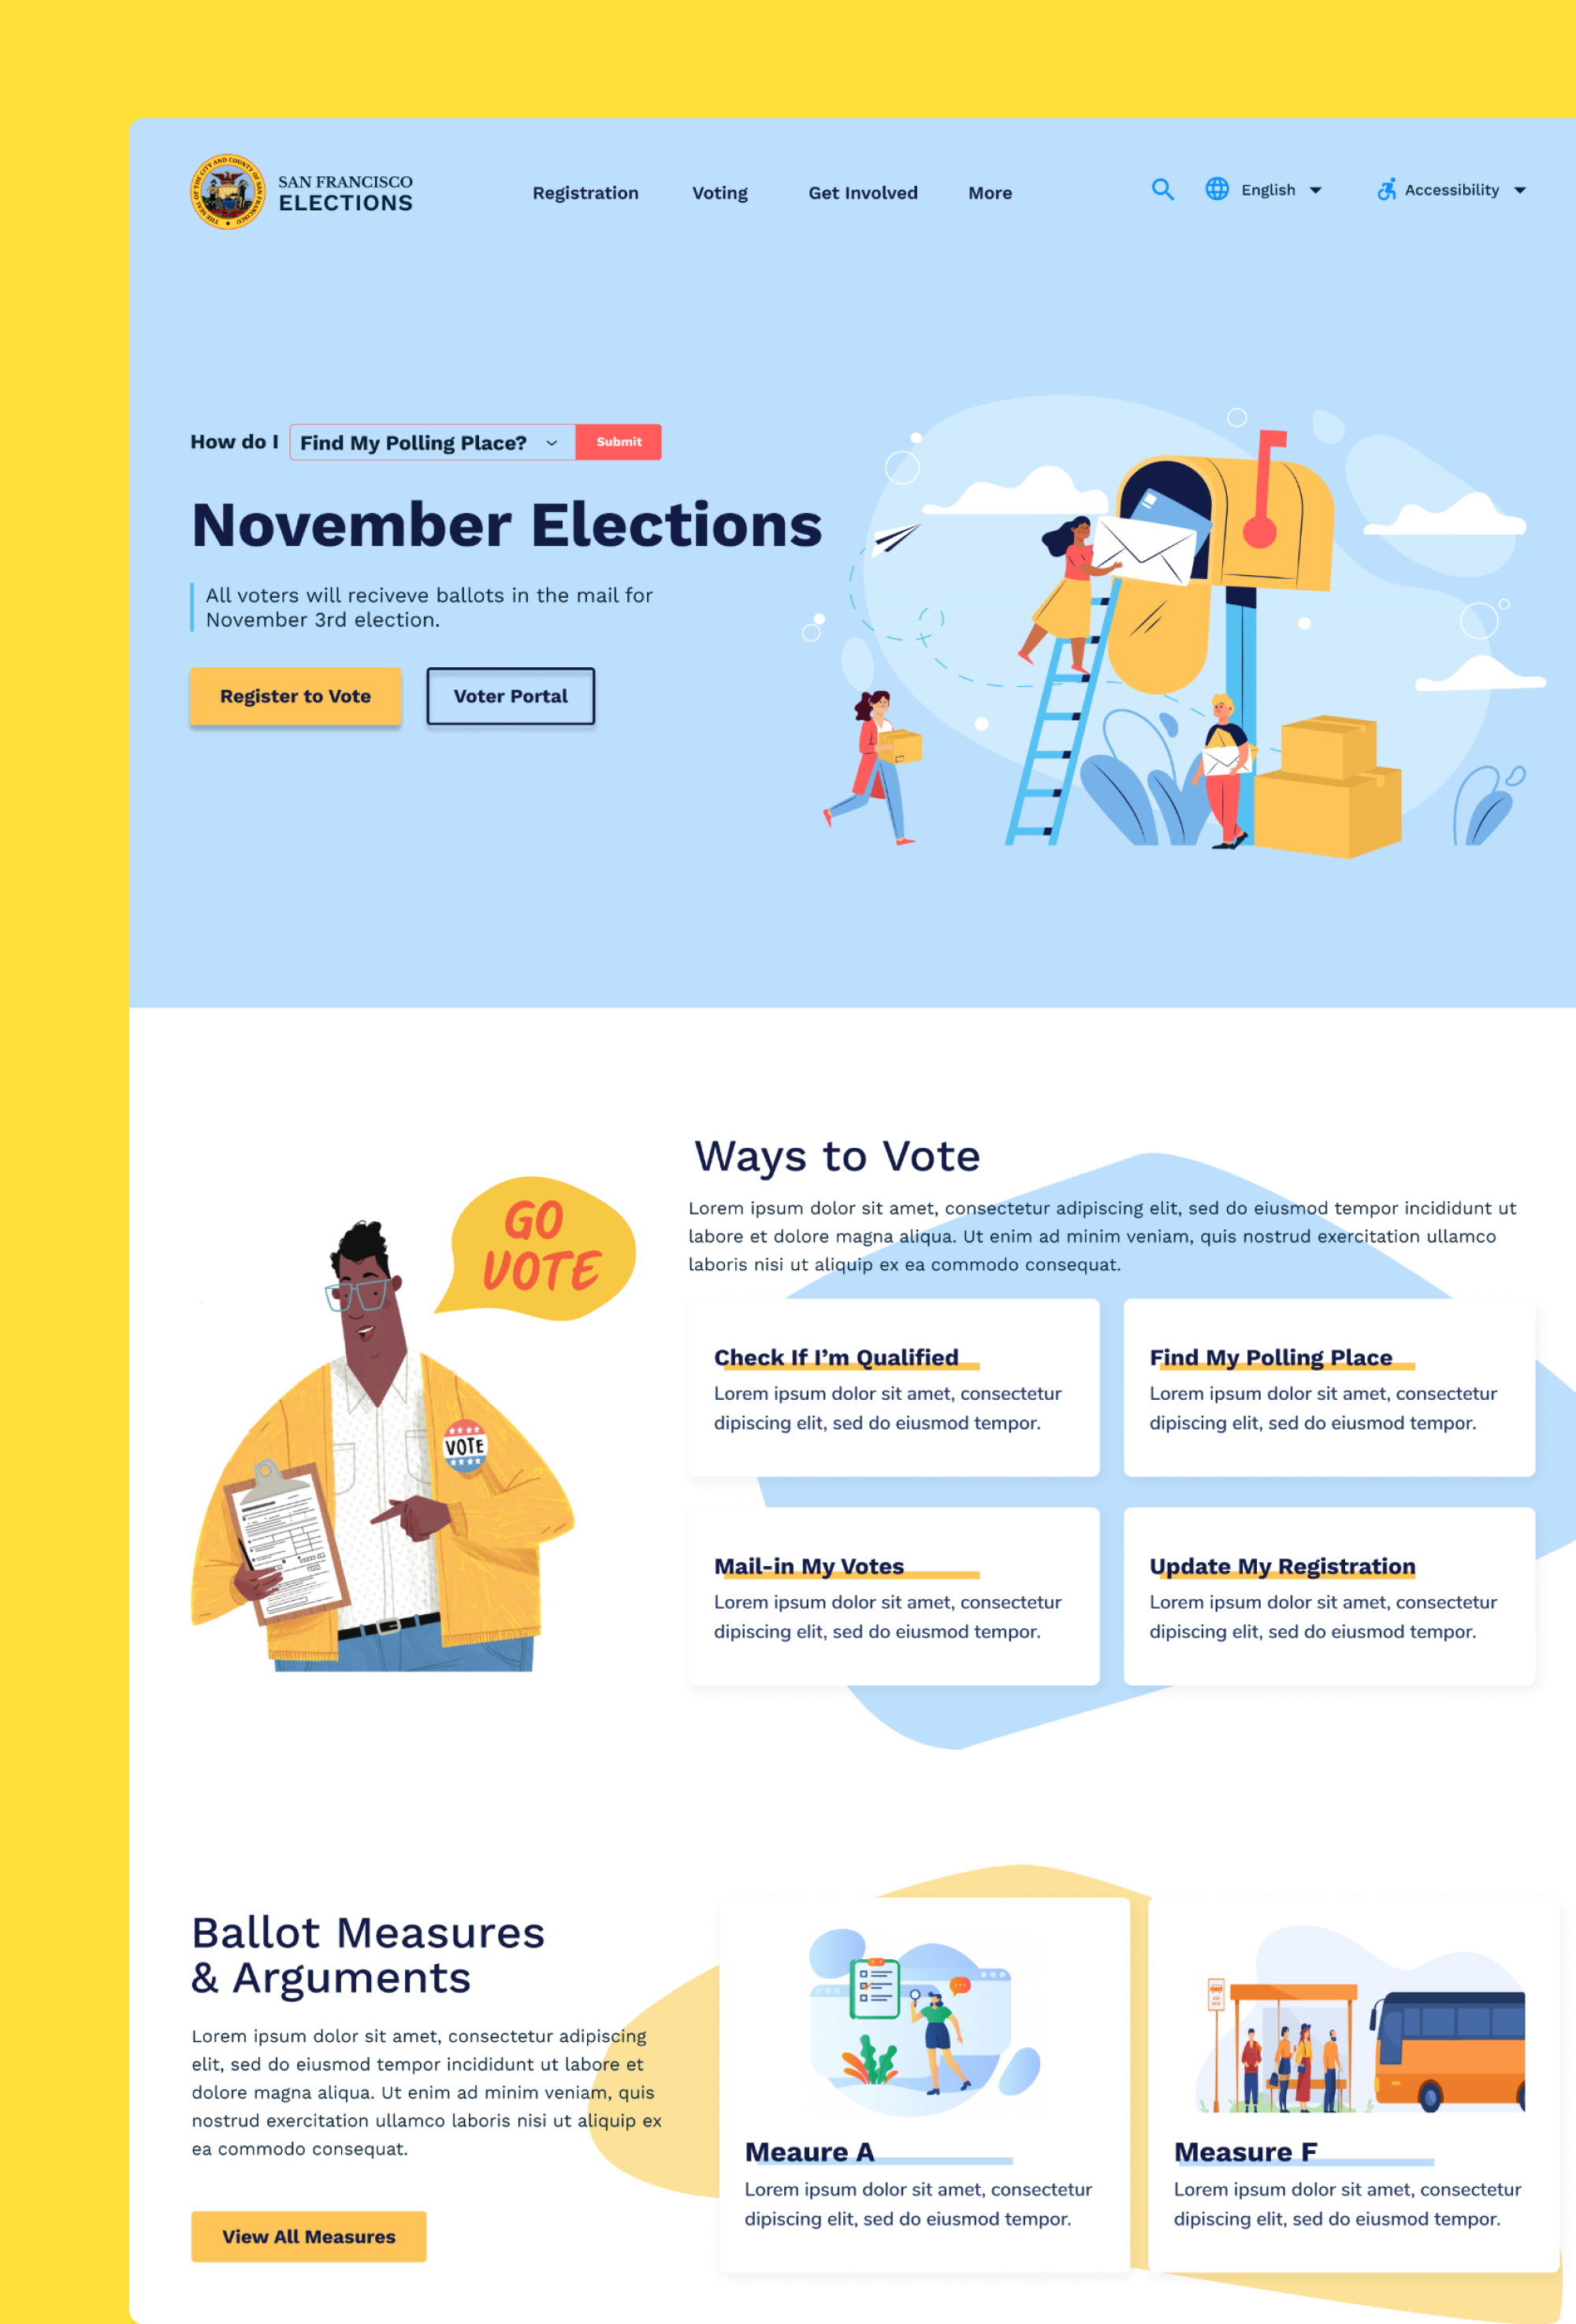 THE SEAL OF THE CITY AND COUNTY OF SAN FRANCISCO
SAN FRANCISCO
ELECTIONS
Registration
Voting
Get Involved
More
English
Accessibility
How do I
Find My Polling Place?
Submit
November Elections
All voters will reciveve ballots in the mail for
November 3rd election.
Register to Vote
Voter Portal
GO
VOTE
VOTE
Ways to Vote
Lorem ipsum dolor sit amet, consectetur adipiscing elit, sed do eiusmod tempor incididunt ut
labore et dolore magna aliqua. Ut enim ad minim veniam, quis nostrud exercitation ullamco
laboris nisi ut aliquip ex ea commodo consequat.
Check If I’m Qualified
Lorem ipsum dolor sit amet, consectetur
dipiscing elit, sed do eiusmod tempor.
Find My Polling Place
Lorem ipsum dolor sit amet, consectetur
dipiscing elit, sed do eiusmod tempor.
Mail-in My Votes
Lorem ipsum dolor sit amet, consectetur
dipiscing elit, sed do eiusmod tempor.
Update My Registration
Lorem ipsum dolor sit amet, consectetur
dipiscing elit, sed do eiusmod tempor.
Ballot Measures
& Arguments
Lorem ipsum dolor sit amet, consectetur adipiscing
elit, sed do eiusmod tempor incididunt ut labore et
dolore magna aliqua. Ut enim ad minim veniam, quis
nostrud exercitation ullamco laboris nisi ut aliquip ex
ea commodo consequat.
View All Measures
Meaure A
Lorem ipsum dolor sit amet, consectetur
dipiscing elit, sed do eiusmod tempor.
Measure F
Lorem ipsum dolor sit amet, consectetur
dipiscing elit, sed do eiusmod tempor.